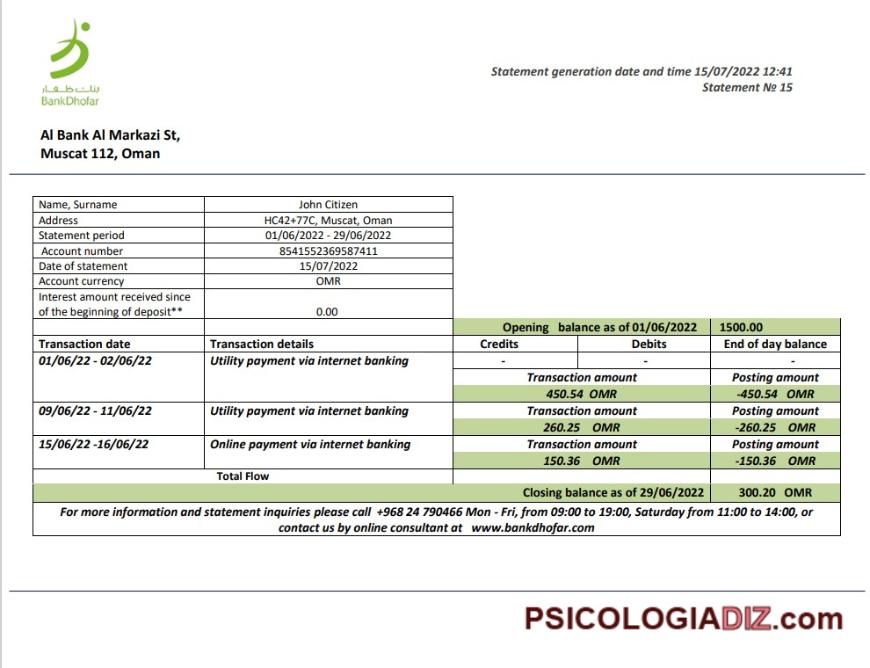 بنك ظفار
BankDhofar
Statement generation date and time 15/07/2022 12:41
Statement № 15
Al Bank Al Markazi St,
Muscat 112, Oman
Name, Surname John Citizen
Address HC42+77C, Muscat, Oman
Statement period 01/06/2022 - 29/06/2022
Account number 8541552369587411
Date of statement 15/07/2022
Account currency OMR
Interest amount received since
of the beginning of deposit** 0.00
Opening balance as of 01/06/2022 1500.00
Transaction date Transaction details Credits Debits End of day balance
01/06/22 - 02/06/22 Utility payment via internet banking - - -
Transaction amount Posting amount
450.54 OMR -450.54 OMR
09/06/22 - 11/06/22 Utility payment via internet banking Transaction amount Posting amount
260.25 OMR -260.25 OMR
15/06/22 -16/06/22 Online payment via internet banking Transaction amount Posting amount
150.36 OMR -150.36 OMR
Total Flow
Closing balance as of 29/06/2022 300.20 OMR
For more information and statement inquiries please call +968 24 790466 Mon - Fri, from 09:00 to 19:00, Saturday from 11:00 to 14:00, or
contact us by online consultant at www.bankdhofar.com
PSICOLOGIADIZ.com